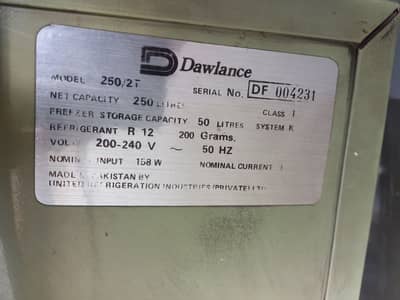 Dawlance
MODEL 250/2T SERIAL No. DF 004231
NET CAPACITY 250 LITRES CLASS I
FREEZER STORAGE CAPACITY 50 LITRES SYSTEM
REFRIGERANT R 12 200 Grams.
200-240 V ~ 50 HZ
INPUT 158 W NOMINAL CURRENT
MADE PAKISTAN BY
UNITED REFRIGERATION INDUSTRIES (PRIVATE) LTD